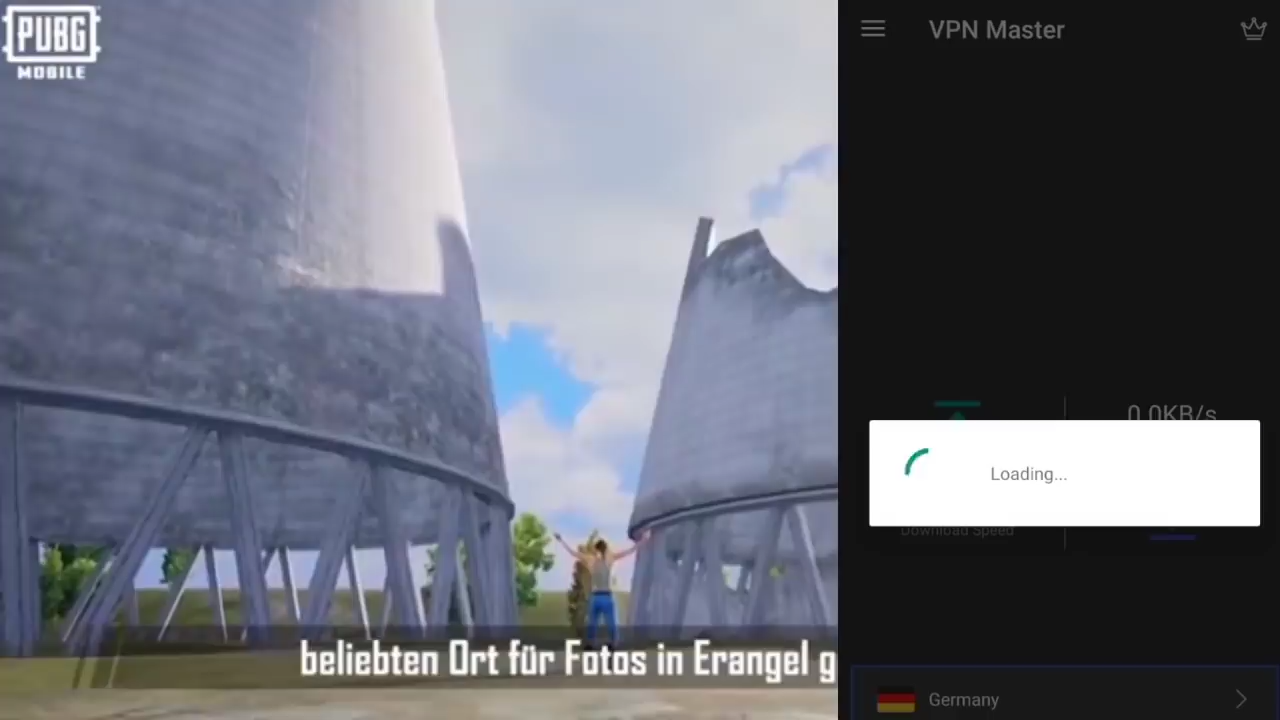 PUBG
MOBILE
VPN Master
0.0KB/s
Loading...
Download Speed
beliebten Ort für Fotos in Erangel g
Germany